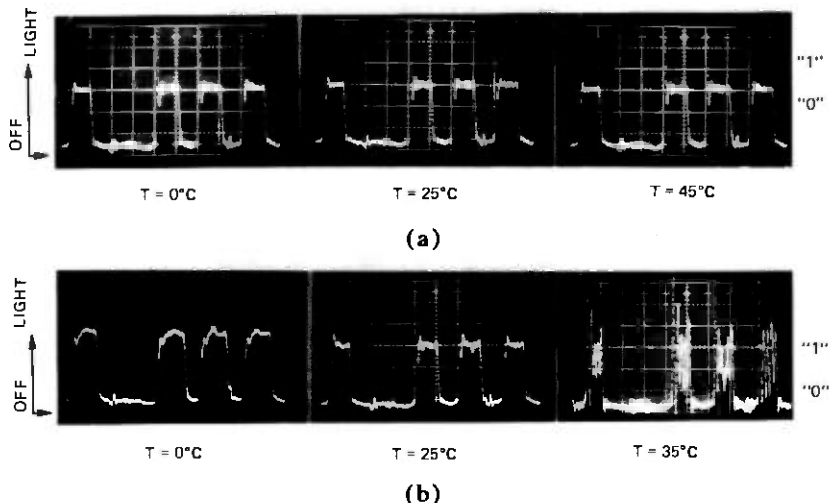 LIGHT
OFF
"1"
"0"
T = 0°C
T = 25°C
T = 45°C
(a)
LIGHT
OFF
"1"
"0"
T = 0°C
T = 25°C
T = 35°C
(b)